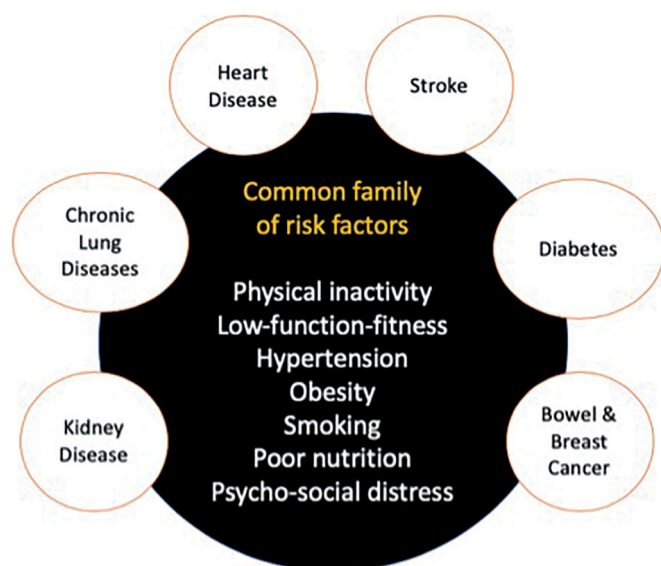 Heart
Disease
Stroke
Chronic
Lung
Diseases
Common family
of risk factors
Diabetes
Physical inactivity
Low-function-fitness
Hypertension
Obesity
Smoking
Poor nutrition
Psycho-social distress
Kidney
Disease
Bowel &
Breast
Cancer